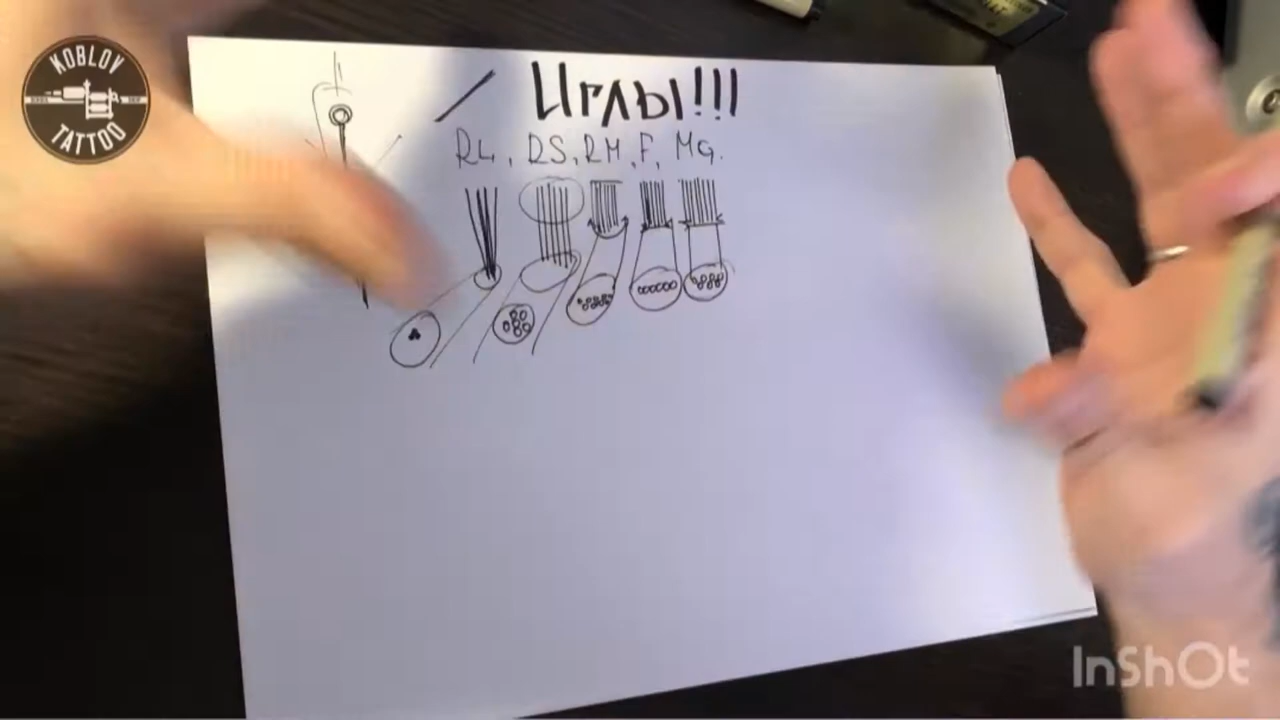 KOBLOV
TATTOO
Иглы!!!
RL, RS, RM, F, MG.
InShOt